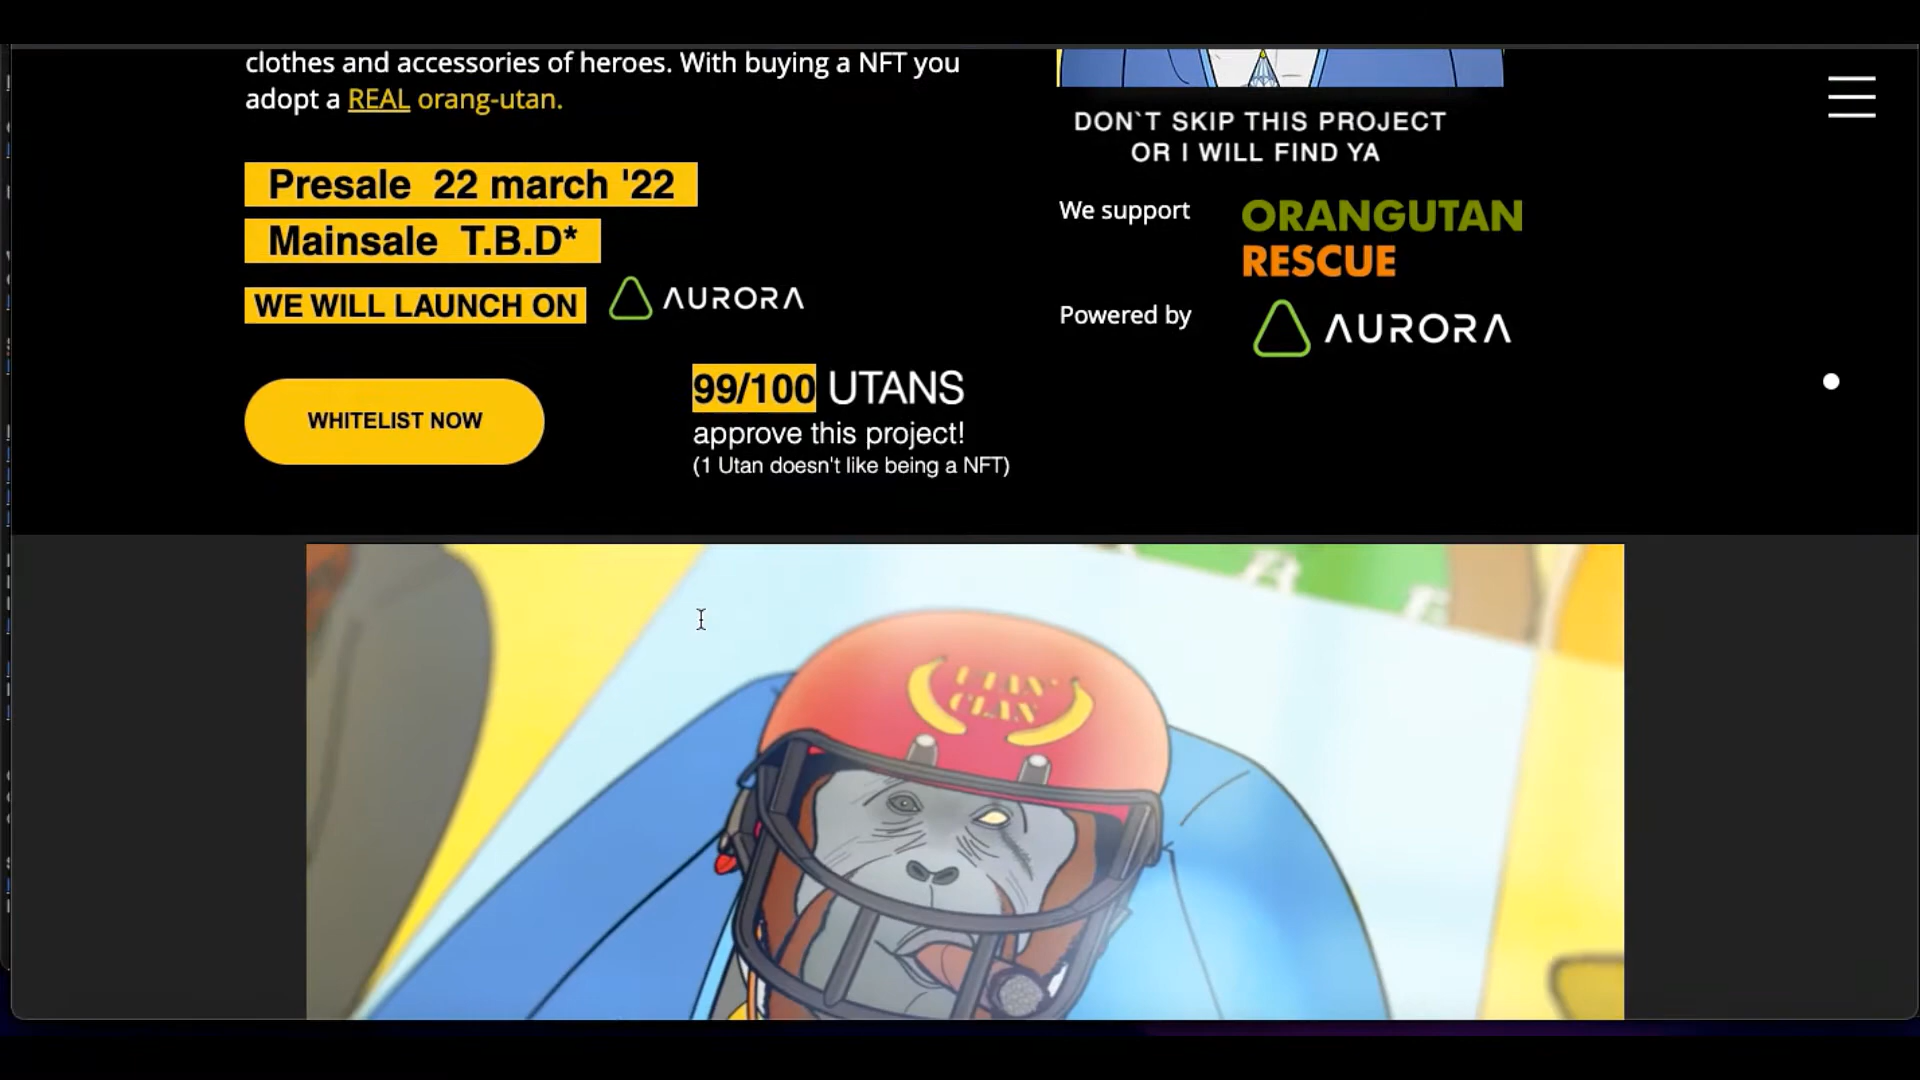 clothes and accessories of heroes. With buying a NFT you
adopt a REAL orang-utan.
Presale 22 march '22
Mainsale T.B.D*
WE WILL LAUNCH ON AURORA
WHITELIST NOW
99/100 UTANS
approve this project!
(1 Utan doesn't like being a NFT)
DON`T SKIP THIS PROJECT
OR I WILL FIND YA
We support ORANGUTAN
RESCUE
Powered by AURORA
UTAN'
CLAN